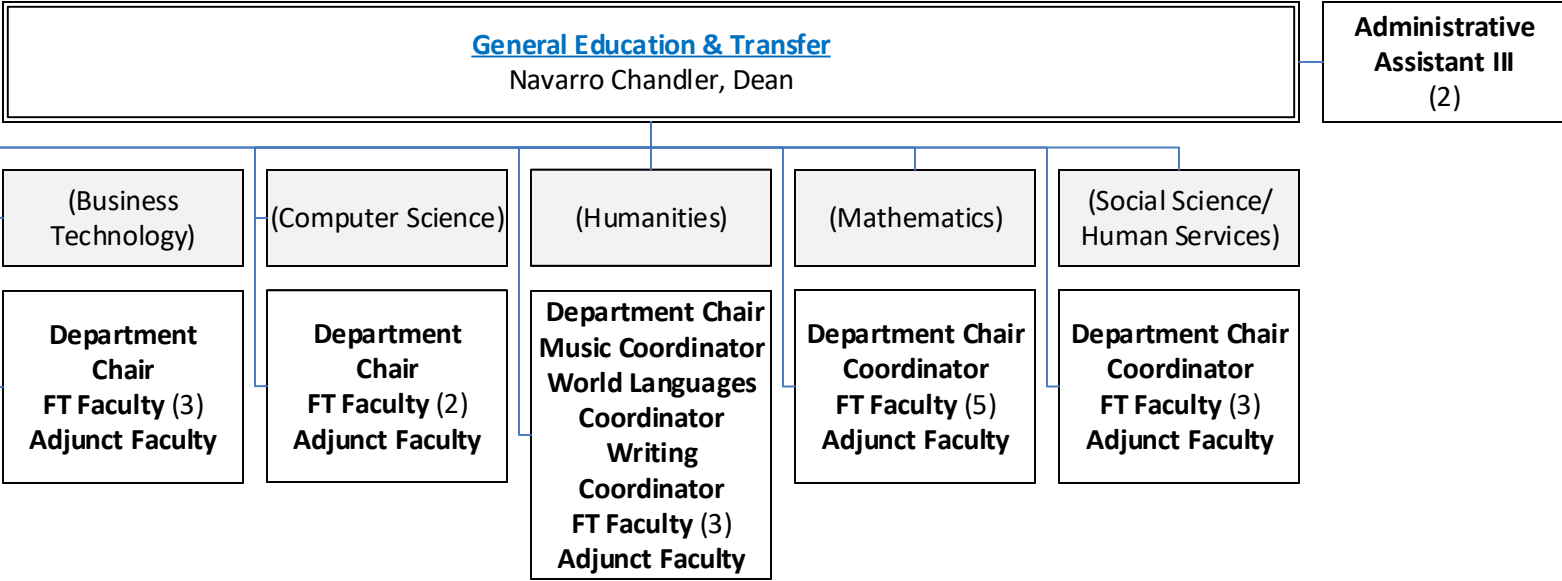 General Education & Transfer
Navarro Chandler, Dean
Administrative
Assistant III
(2)
(Business
Technology)
(Computer Science)
(Humanities)
(Mathematics)
(Social Science/
Human Services)
Department
Chair
FT Faculty (3)
Adjunct Faculty
Department
Chair
FT Faculty (2)
Adjunct Faculty
Department Chair
Music Coordinator
World Languages
Coordinator
Writing
Coordinator
FT Faculty (3)
Adjunct Faculty
Department Chair
Coordinator
FT Faculty (5)
Adjunct Faculty
Department Chair
Coordinator
FT Faculty (3)
Adjunct Faculty